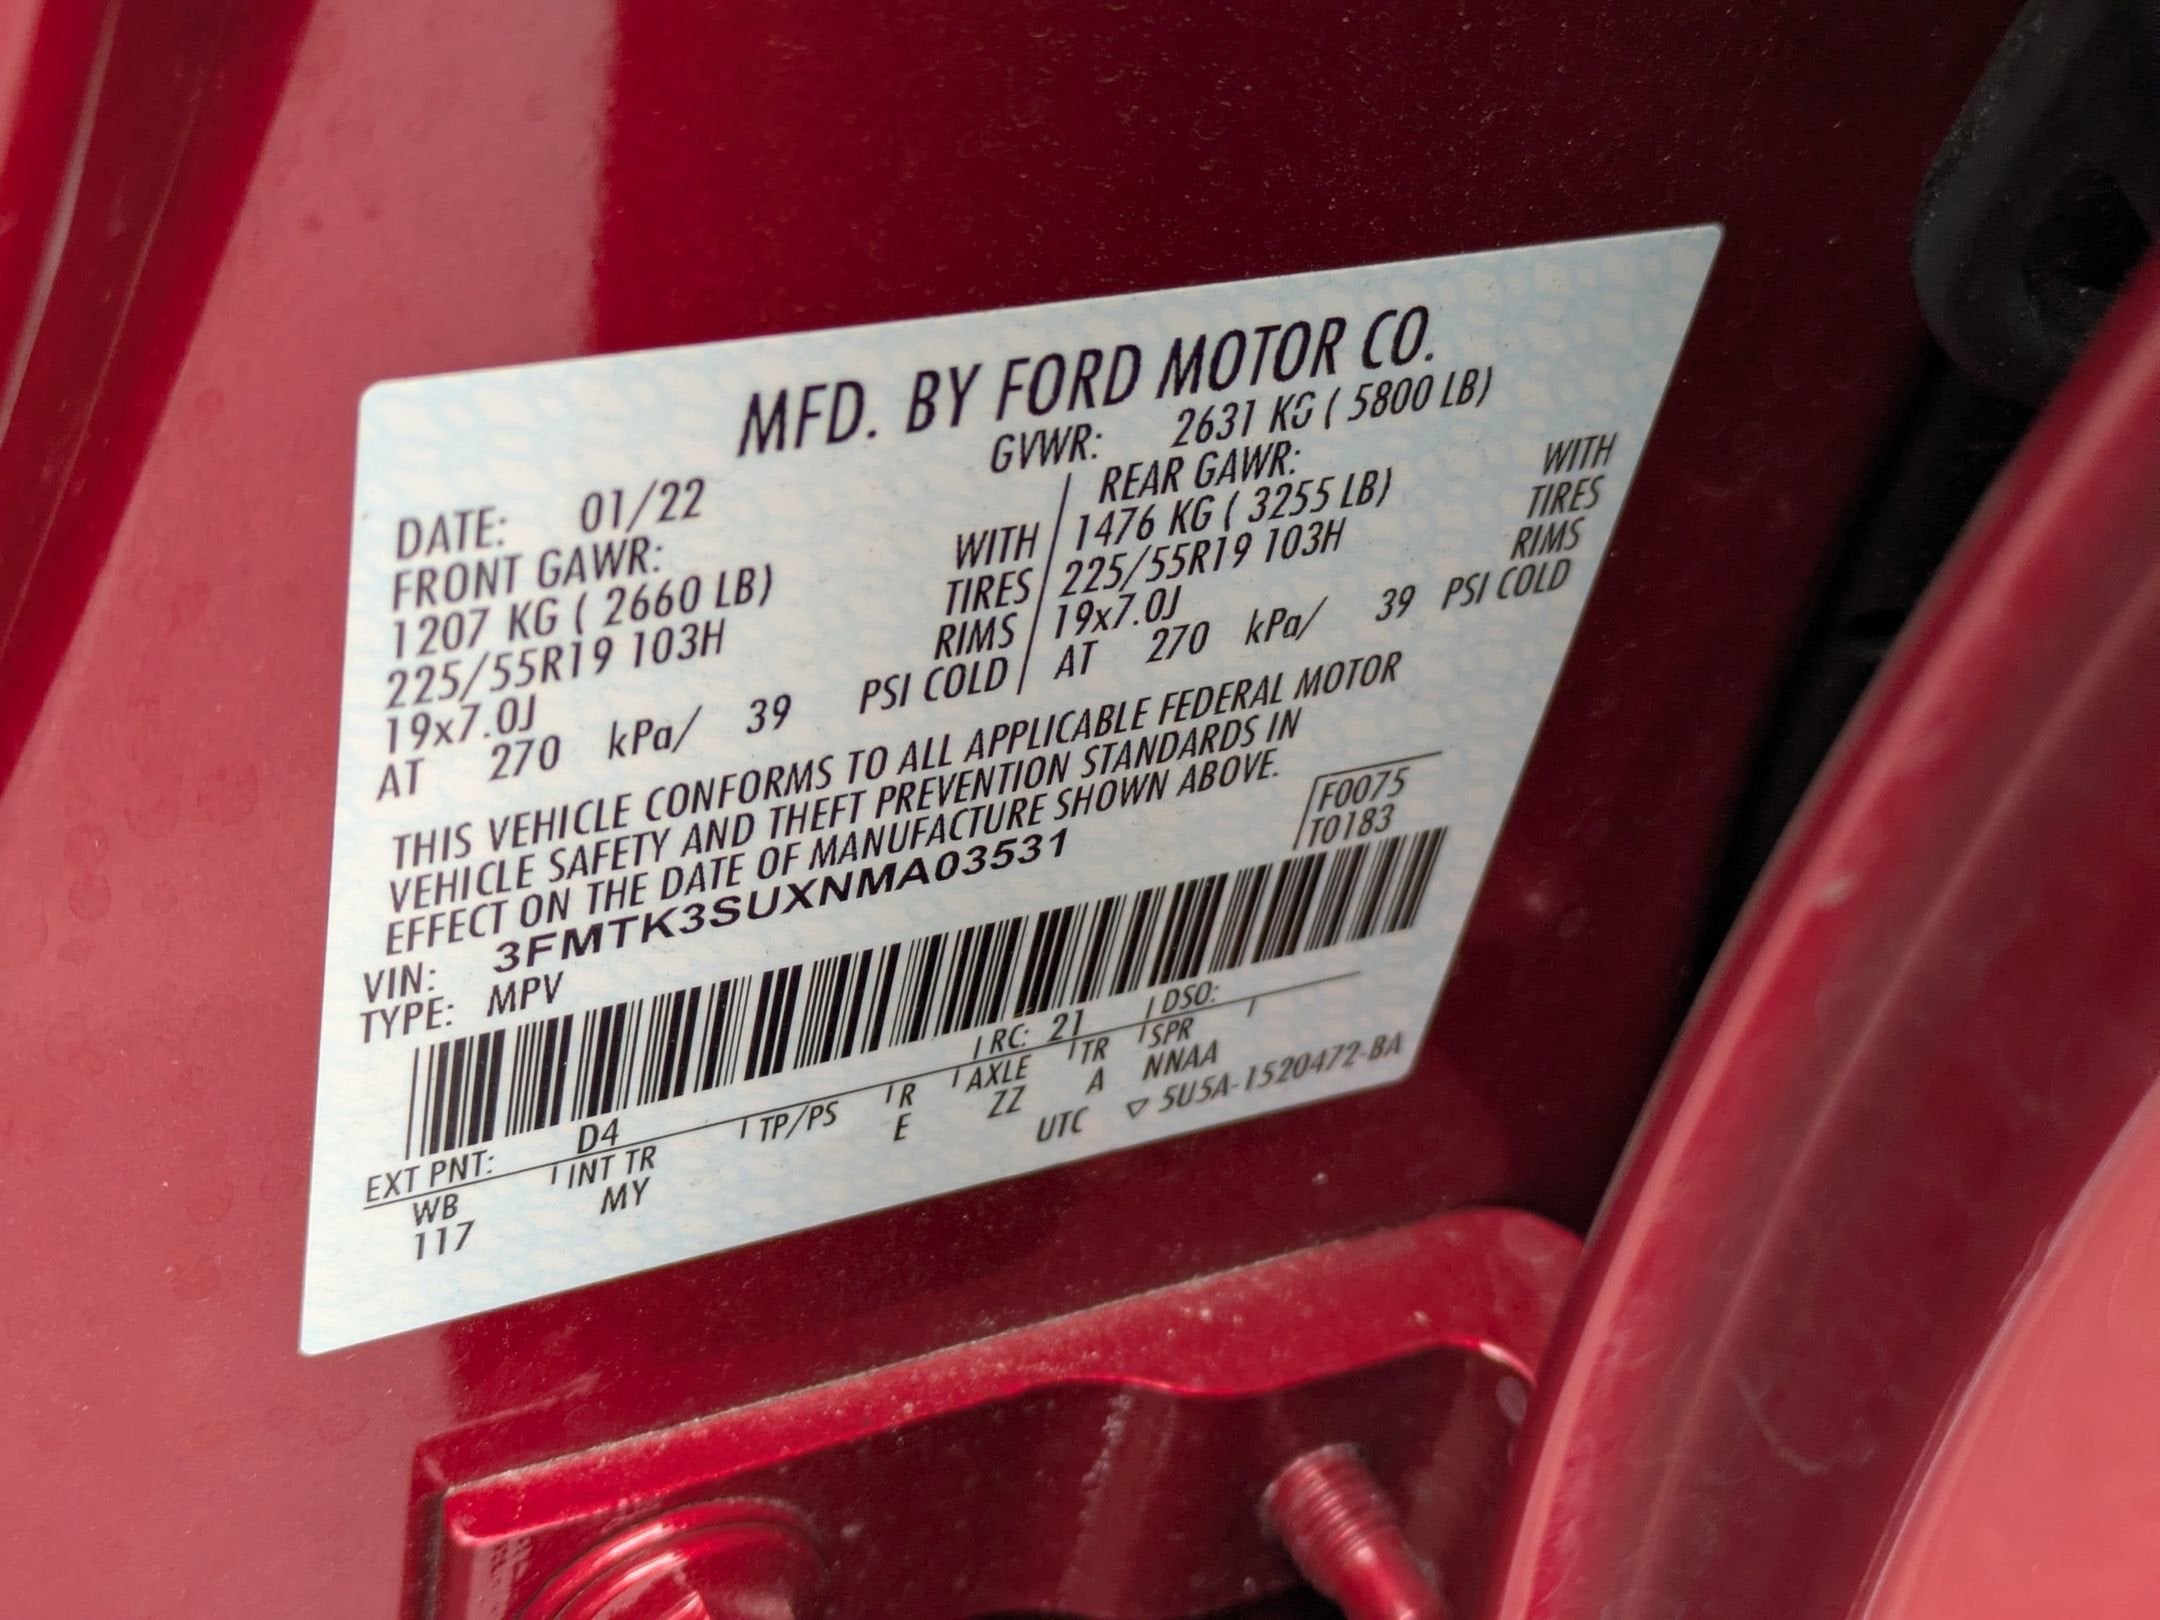 MFD. BY FORD MOTOR CO.
DATE: 01/22 GVWR: 2631 KG ( 5800 LB)
FRONT GAWR: REAR GAWR:
1207 KG ( 2660 LB) WITH 1476 KG ( 3255 LB) WITH
225/55R19 103H TIRES 225/55R19 103H TIRES
19x7.0J RIMS 19x7.0J RIMS
AT 270 kPa/ 39 PSI COLD AT 270 kPa/ 39 PSI COLD
THIS VEHICLE CONFORMS TO ALL APPLICABLE FEDERAL MOTOR
VEHICLE SAFETY AND THEFT PREVENTION STANDARDS IN
EFFECT ON THE DATE OF MANUFACTURE SHOWN ABOVE.
F0075
T0183
VIN: 3FMTK3SUXNMA03531
TYPE: MPV
EXT PNT: D4 RC: 21 DSO:
WB INT TR TP/PS R AXLE TR SPR
117 MY E ZZ A NNAA
UTC ▽ 5U5A-1520472-BA